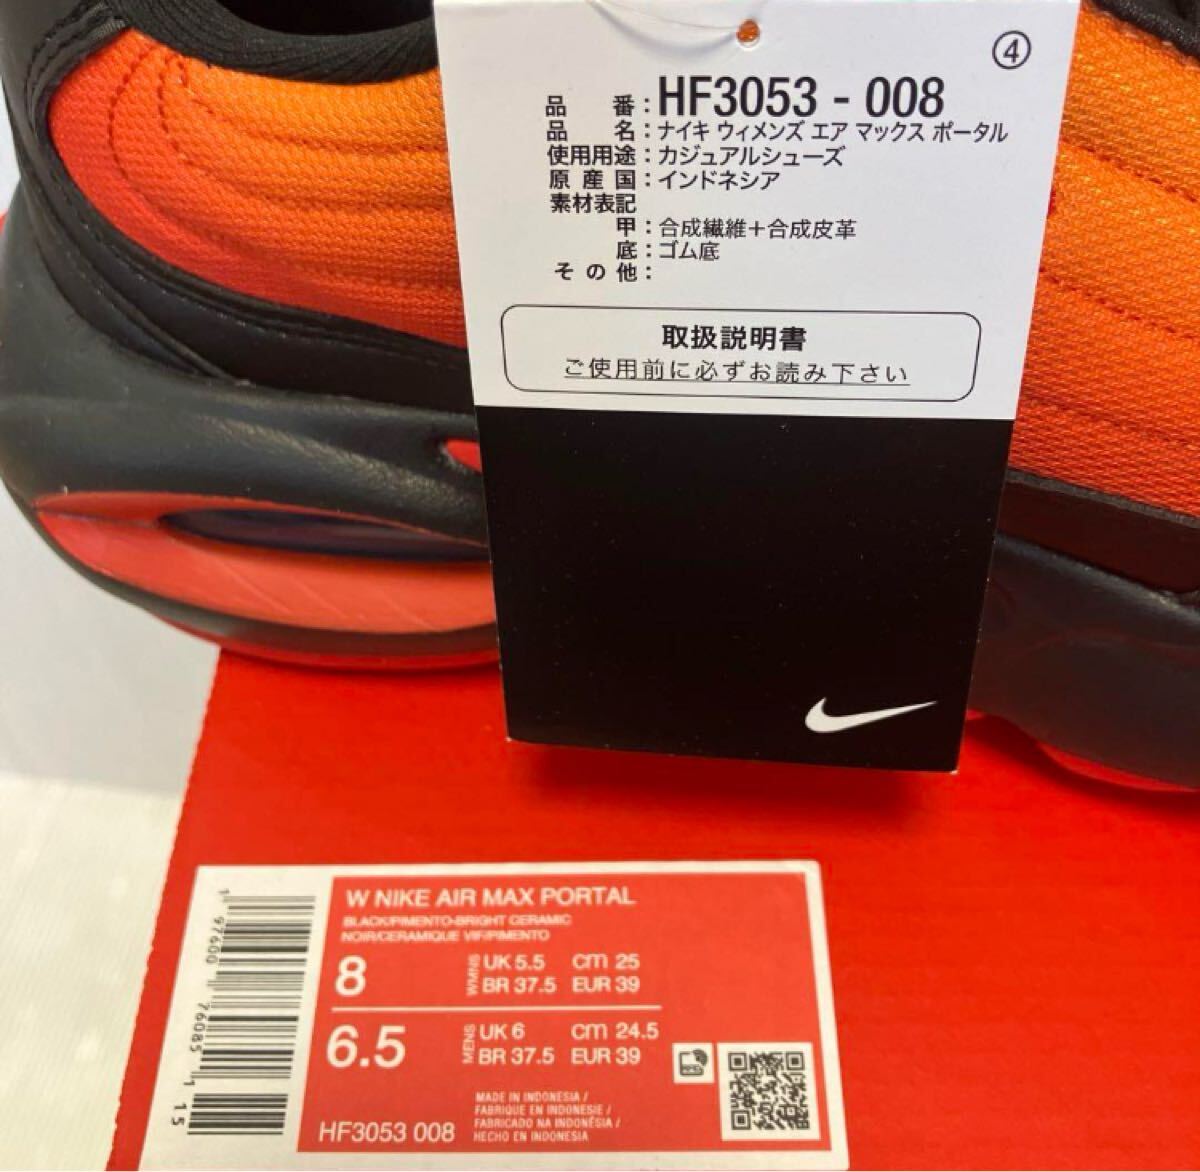 ④
品番：HF3053 - 008
品名：ナイキ ウィメンズ エア マックス ポータル
使用用途：カジュアルシューズ
原産国：インドネシア
素材表記
甲：合成繊維＋合成皮革
底：ゴム底
その他：
取扱説明書
ご使用前に必ずお読み下さい
W NIKE AIR MAX PORTAL
BLACK/PIMENTO-BRIGHT CERAMIC
NOIR/CERAMIQUE VIF/PIMENTO
8 WMNS UK 5.5 cm 25
BR 37.5 EUR 39
6.5 MENS UK 6 cm 24.5
BR 37.5 EUR 39
MADE IN INDONESIA /
FABRIQUE EN INDONESIE /
FABRICADO NA INDONÉSIA /
HECHO EN INDONESIA
HF3053 008
1 97600 76085 1 15